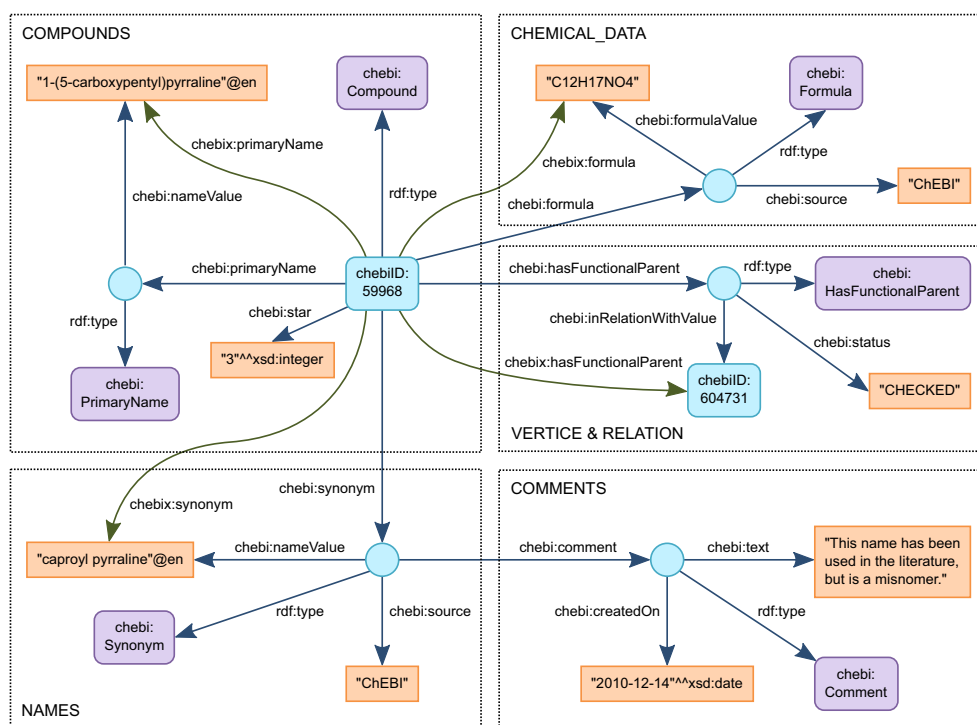 COMPOUNDS
"1-(5-carboxypentyl)pyrraline"@en
chebi:
Compound
chebix:primaryName
chebi:nameValue
rdf:type
chebi:primaryName
chebiID:
59968
rdf:type
chebi:star
"3"^^xsd:integer
chebi:
PrimaryName
CHEMICAL_DATA
"C12H17NO4"
chebi:
Formula
chebi:formulaValue
chebix:formula
rdf:type
chebi:formula
chebi:source
"ChEBI"
chebi:hasFunctionalParent
rdf:type
chebi:
HasFunctionalParent
chebi:inRelationWithValue
chebi:status
chebix:hasFunctionalParent
chebiID:
604731
"CHECKED"
VERTICE & RELATION
chebi:synonym
chebix:synonym
"caproyl pyrraline"@en
chebi:nameValue
chebi:
Synonym
rdf:type
chebi:source
"ChEBI"
NAMES
COMMENTS
chebi:comment
chebi:text
"This name has been
used in the literature,
but is a misnomer."
chebi:createdOn
rdf:type
"2010-12-14"^^xsd:date
chebi:
Comment